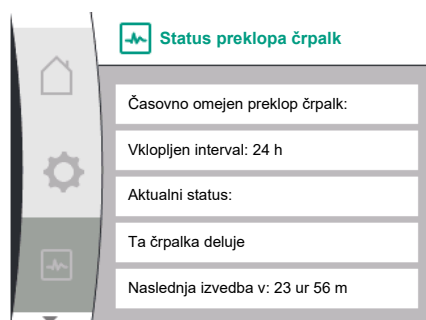 Status preklopa črpalk
Časovno omejen preklop črpalk:
Vklopljen interval: 24 h
Aktualni status:
Ta črpalka deluje
Naslednja izvedba v: 23 ur 56 m